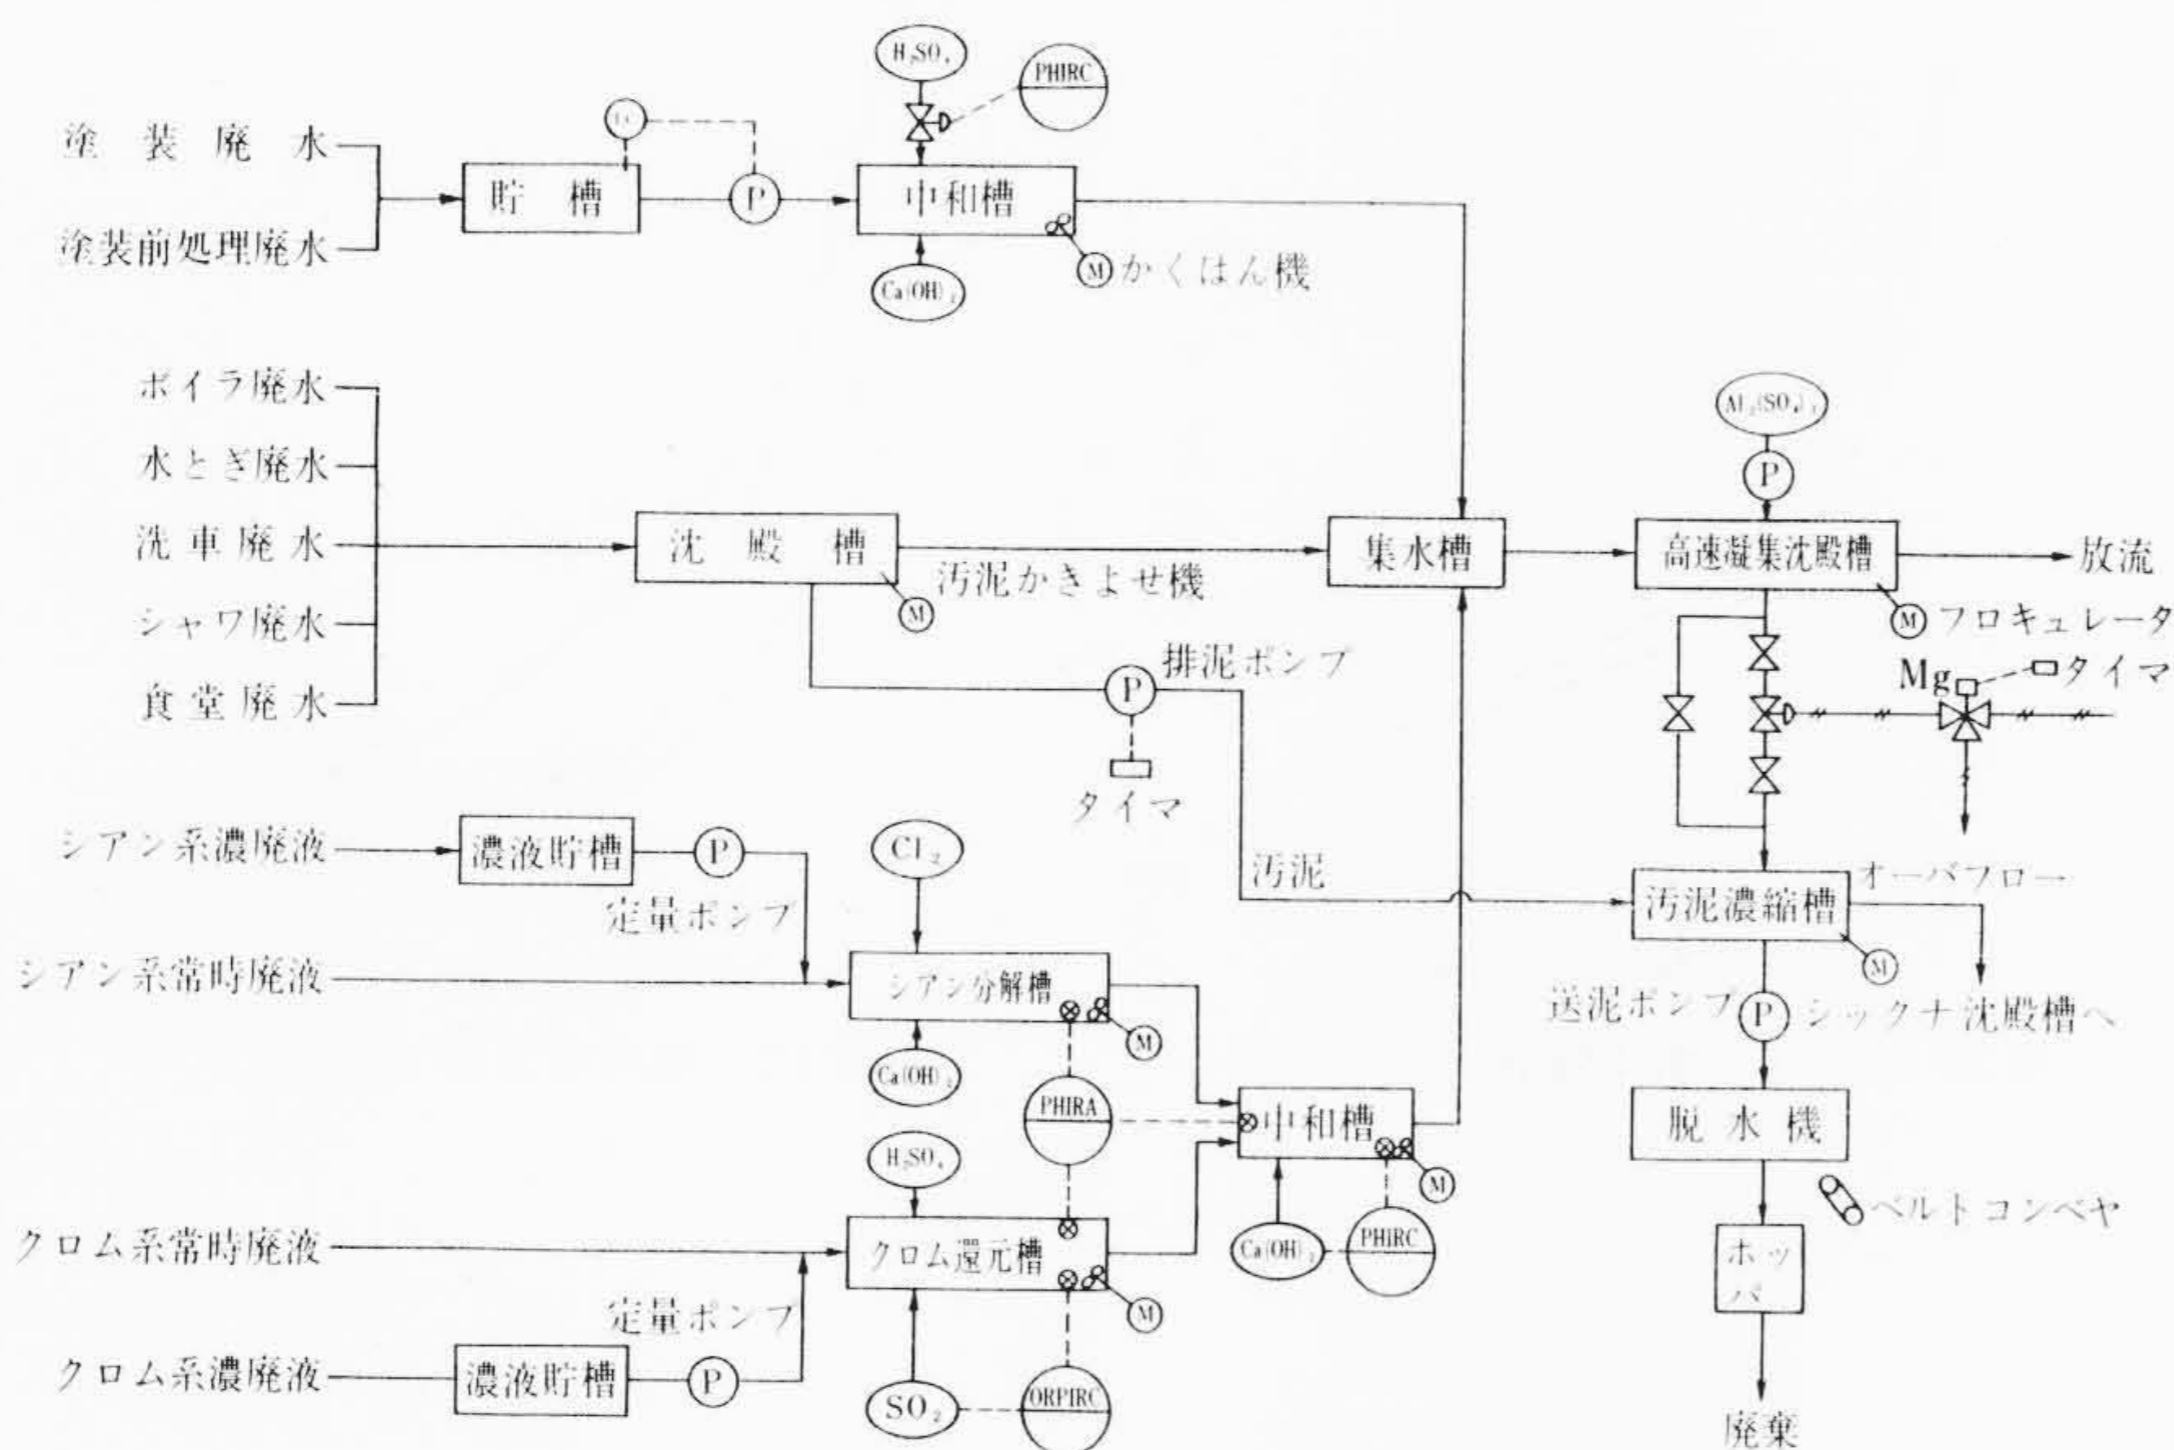 H₂SO₄
PHIRC
塗装廃水
貯槽
P
中和槽
塗装前処理廃水
Ca(OH)₂
M かくはん機
ボイラ廃水
水とぎ廃水
洗車廃水
シャワ廃水
食堂廃水
沈殿槽
汚泥かきよせ機
M
集水槽
Al₂(SO₄)₃
P
高速凝集沈殿槽
放流
M フロキュレータ
Mg
タイマ
排泥ポンプ
P
タイマ
汚泥
シアン系濃廃液
濃液貯槽
P
定量ポンプ
Cl₂
シアン系常時廃液
シアン分解槽
M
Ca(OH)₂
PHIRA
H₂SO₄
中和槽
M
Ca(OH)₂
PHIRC
クロム系常時廃液
クロム還元槽
M
定量ポンプ
クロム系濃廃液
濃液貯槽
P
SO₂
ORPIRC
汚泥濃縮槽
オーバフロー
M
送泥ポンプ
P
シックナ沈殿槽へ
脱水機
ベルトコンベヤ
ホッ
パ
廃棄